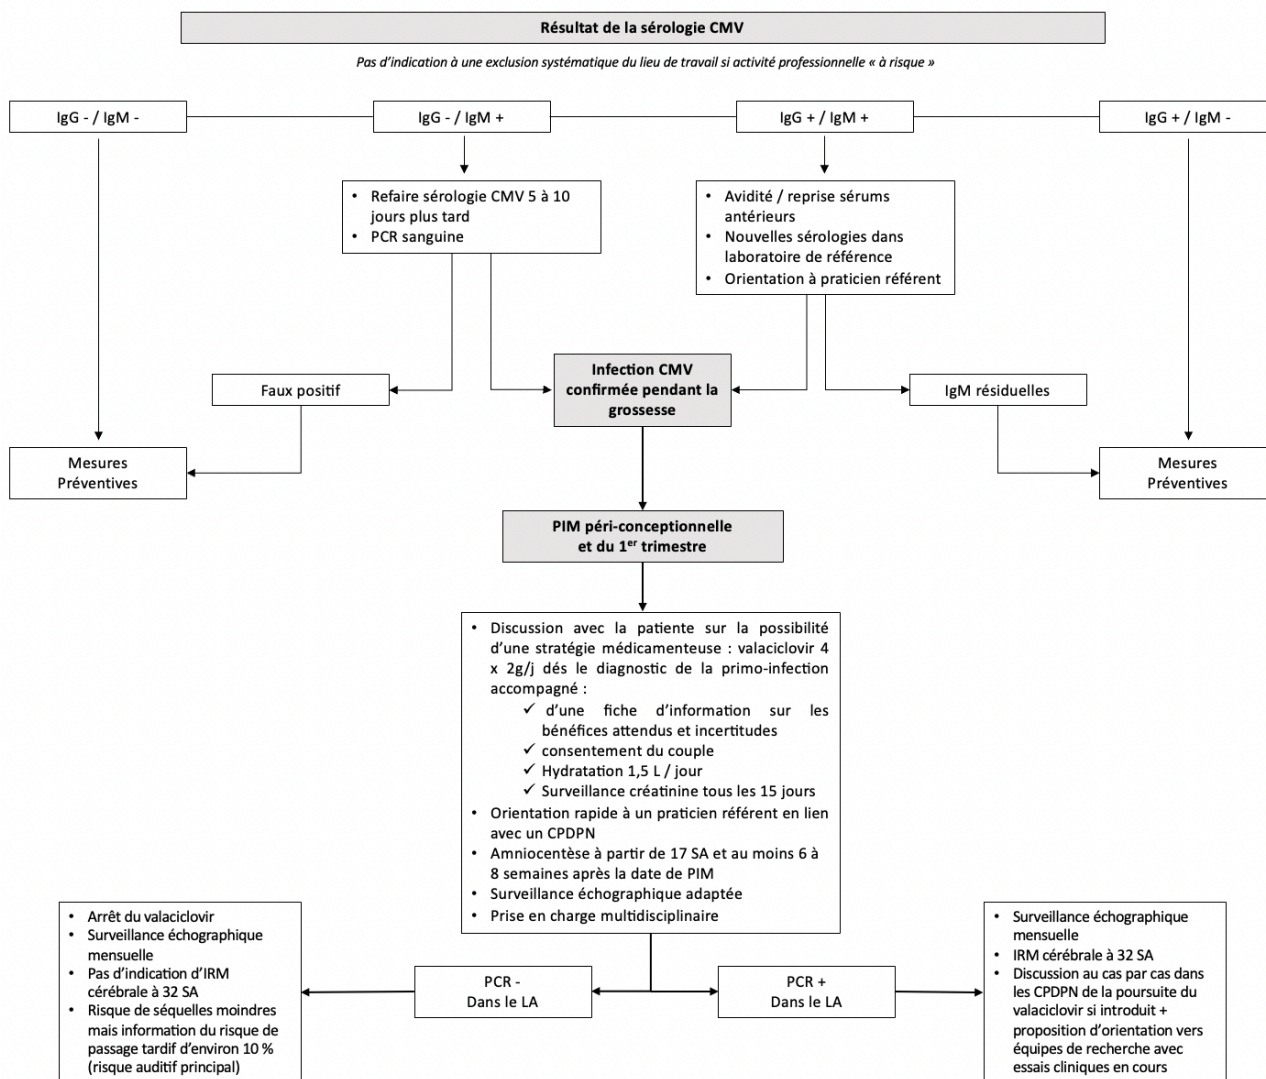 Résultat de la sérologie CMV
Pas d’indication à une exclusion systématique du lieu de travail si activité professionnelle « à risque »
IgG - / IgM -
IgG - / IgM +
IgG + / IgM +
IgG + / IgM -
• Refaire sérologie CMV 5 à 10
jours plus tard
• PCR sanguine
• Avidité / reprise sérums
antérieurs
• Nouvelles sérologies dans
laboratoire de référence
• Orientation à praticien référent
Faux positif
Infection CMV
confirmée pendant la
grossesse
IgM résiduelles
Mesures
Préventives
Mesures
Préventives
PIM péri-conceptionnelle
et du 1er trimestre
• Discussion avec la patiente sur la possibilité
d’une stratégie médicamenteuse : valaciclovir 4
x 2g/j dés le diagnostic de la primo-infection
accompagné :
✓ d’une fiche d’information sur les
bénéfices attendus et incertitudes
✓ consentement du couple
✓ Hydratation 1,5 L / jour
✓ Surveillance créatinine tous les 15 jours
• Orientation rapide à un praticien référent en lien
avec un CPDPN
• Amniocentèse à partir de 17 SA et au moins 6 à
8 semaines après la date de PIM
• Surveillance échographique adaptée
• Prise en charge multidisciplinaire
• Arrêt du valaciclovir
• Surveillance échographique
mensuelle
• Pas d’indication d’IRM
cérébrale à 32 SA
• Risque de séquelles moindres
mais information du risque de
passage tardif d’environ 10 %
(risque auditif principal)
PCR -
Dans le LA
PCR +
Dans le LA
• Surveillance échographique
mensuelle
• IRM cérébrale à 32 SA
• Discussion au cas par cas dans
les CPDPN de la poursuite du
valaciclovir si introduit +
proposition d’orientation vers
équipes de recherche avec
essais cliniques en cours